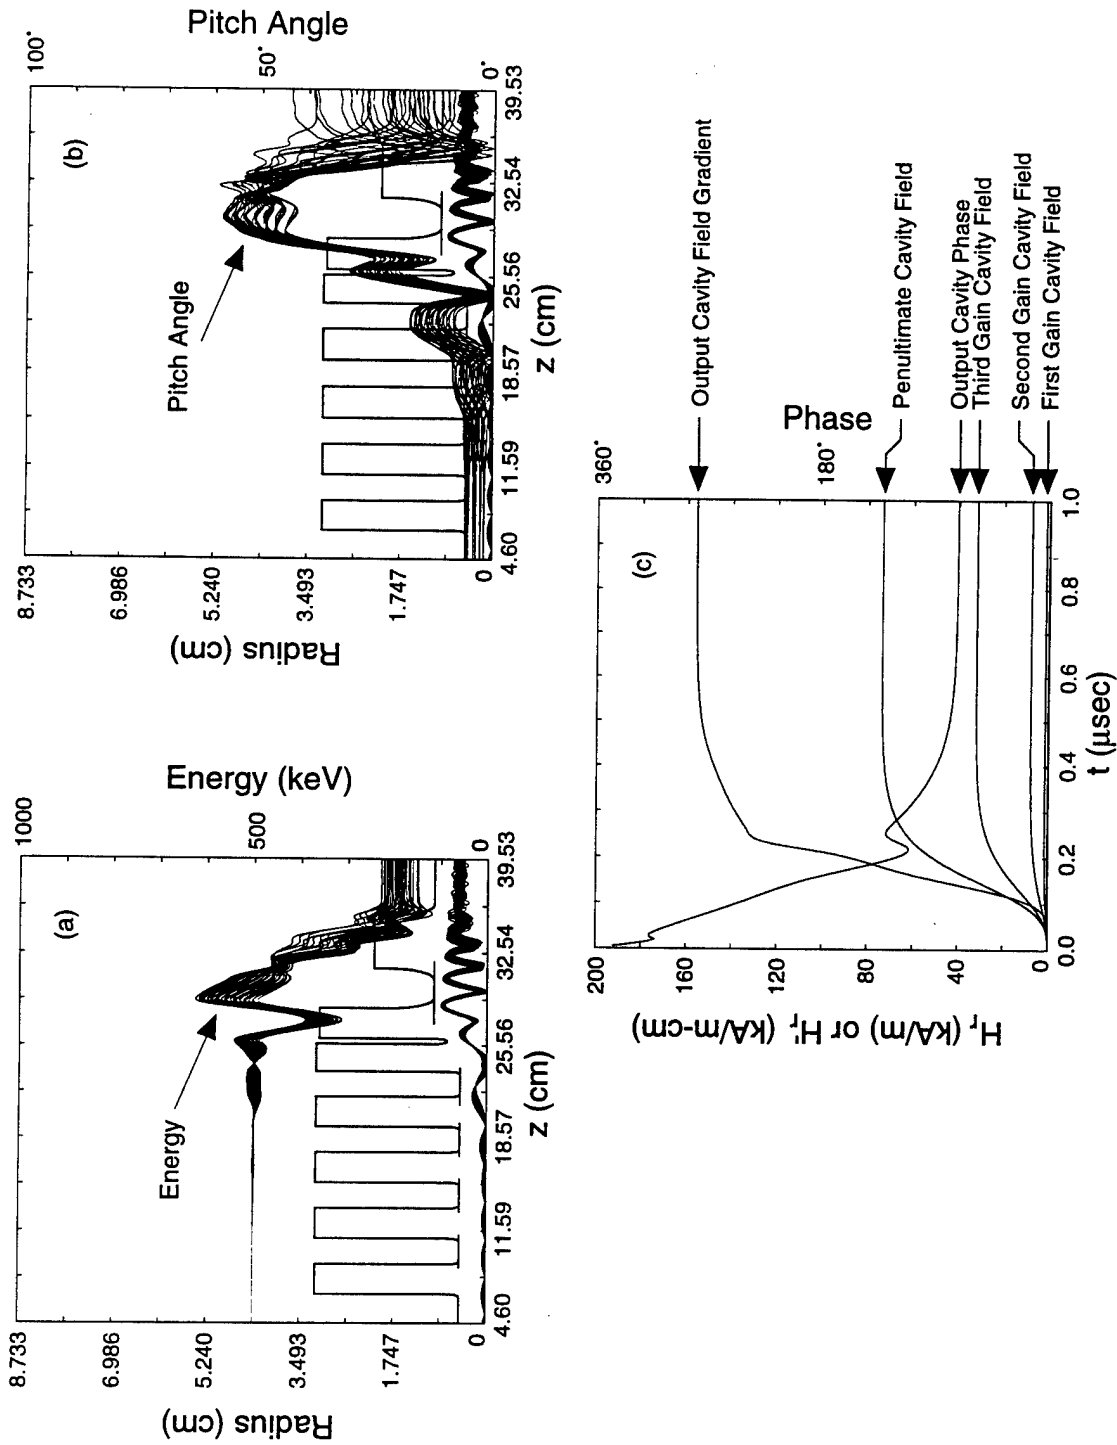 (a)
Radius (cm)
8.733
6.986
5.240
3.493
1.747
0
Energy
Energy (keV)
1000
500
0
4.60
11.59
18.57
25.56
32.54
39.53
z (cm)
(b)
Radius (cm)
8.733
6.986
5.240
3.493
1.747
0
Pitch Angle
Pitch Angle
100°
50°
0°
4.60
11.59
18.57
25.56
32.54
39.53
z (cm)
(c)
H_r (kA/m) or H'_r (kA/m-cm)
200
160
120
80
40
0
0.0
0.2
0.4
0.6
0.8
1.0
t (μsec)
360°
180°
Phase
Output Cavity Field Gradient
Penultimate Cavity Field
Output Cavity Phase
Third Gain Cavity Field
Second Gain Cavity Field
First Gain Cavity Field